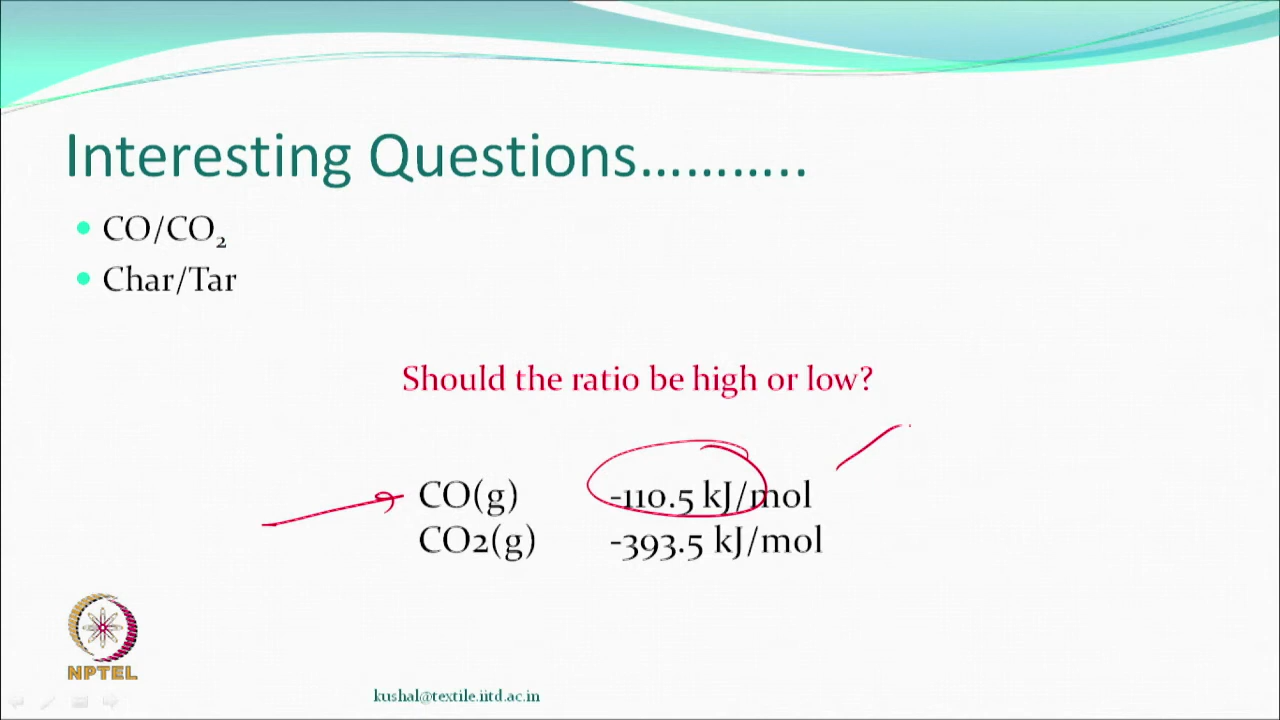 Interesting Questions………..
CO/CO₂
Char/Tar
Should the ratio be high or low?
CO(g) -110.5 kJ/mol
CO2(g) -393.5 kJ/mol
NPTEL
kushal@textile.iitd.ac.in